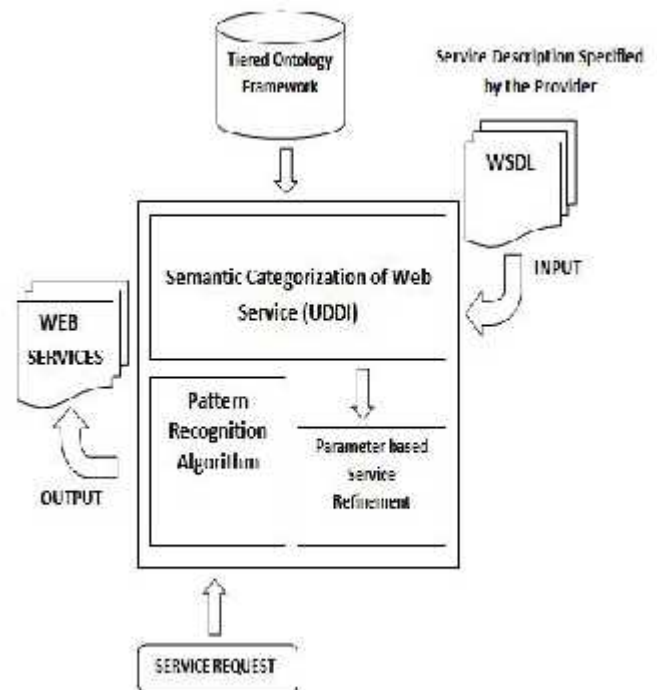 Tiered Ontology
Framework
Service Description Specified
by the Provider
WSDL
INPUT
Semantic Categorization of Web
Service (UDDI)
WEB
SERVICES
Pattern
Recognition
Algorithm
Parameter based
Service
Refinement
OUTPUT
SERVICE REQUEST